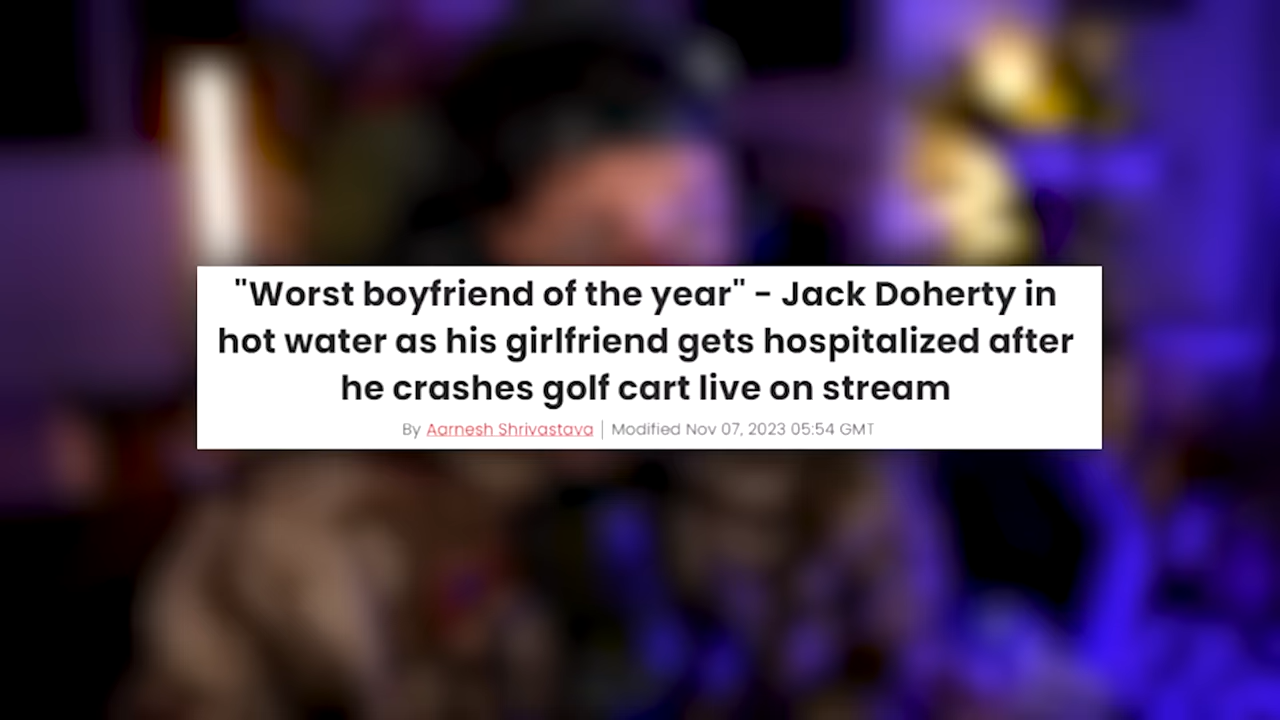 "Worst boyfriend of the year" - Jack Doherty in
hot water as his girlfriend gets hospitalized after
he crashes golf cart live on stream
By Aarnesh Shrivastava | Modified Nov 07, 2023 05:54 GMT